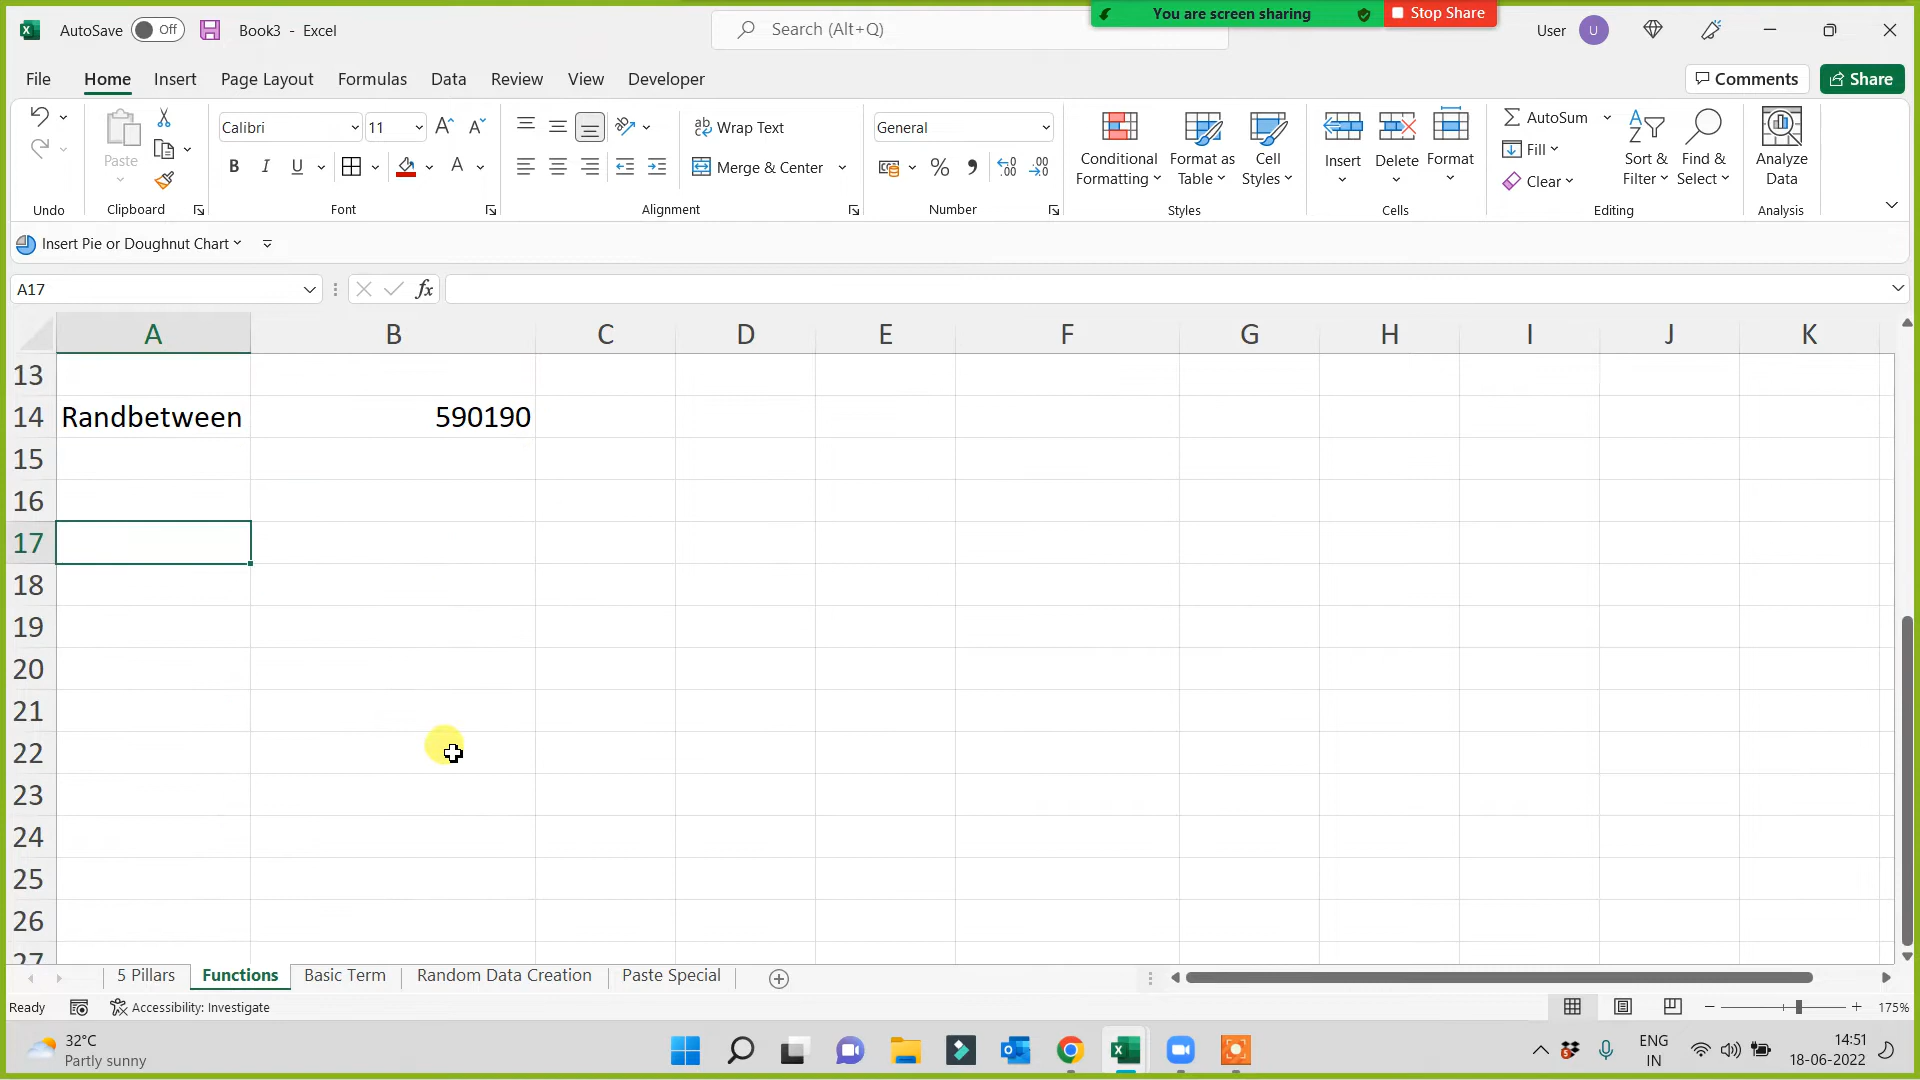 You are screen sharing
Stop Share
AutoSave
Off
Book3 - Excel
Search (Alt+Q)
User
U
File
Home
Insert
Page Layout
Formulas
Data
Review
View
Developer
Comments
Share
Paste
Calibri
11
Wrap Text
Merge & Center
General
Conditional
Formatting
Format as
Table
Cell
Styles
Insert
Delete
Format
AutoSum
Fill
Clear
Sort &
Filter
Find &
Select
Analyze
Data
Undo
Clipboard
Font
Alignment
Number
Styles
Cells
Editing
Analysis
Insert Pie or Doughnut Chart
A17
fx
A B C D E F G H I J K
13
14 Randbetween 590190
15
16
17
18
19
20
21
22
23
24
25
26
27
5 Pillars
Functions
Basic Term
Random Data Creation
Paste Special
Ready
Accessibility: Investigate
175%
32°C
Partly sunny
ENG
IN
14:51
18-06-2022